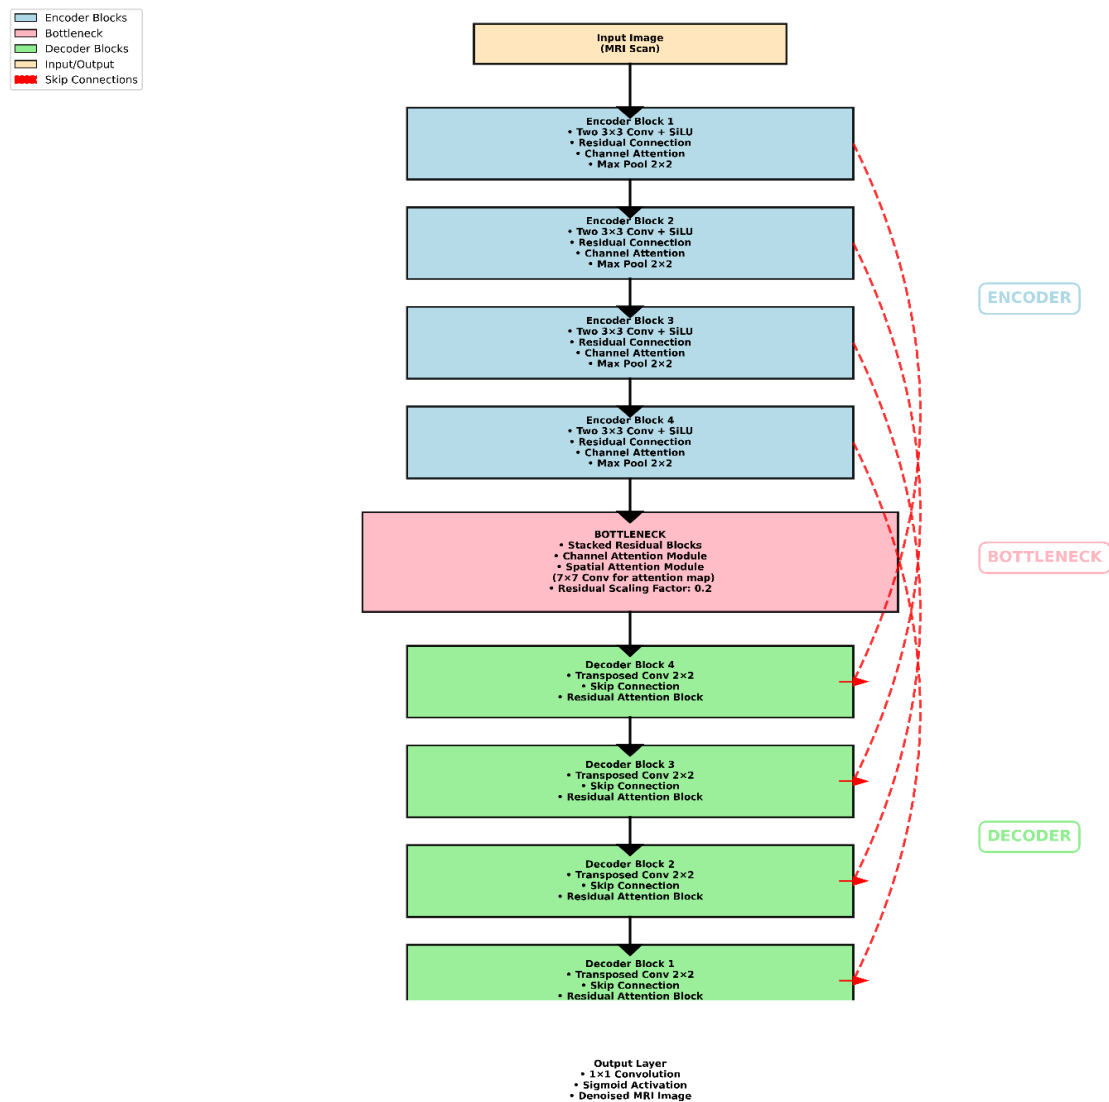 Encoder Blocks
Bottleneck
Decoder Blocks
Input/Output
Skip Connections
Input Image
(MRI Scan)
Encoder Block 1
• Two 3×3 Conv + SiLU
• Residual Connection
• Channel Attention
• Max Pool 2×2
Encoder Block 2
• Two 3×3 Conv + SiLU
• Residual Connection
• Channel Attention
• Max Pool 2×2
ENCODER
Encoder Block 3
• Two 3×3 Conv + SiLU
• Residual Connection
• Channel Attention
• Max Pool 2×2
Encoder Block 4
• Two 3×3 Conv + SiLU
• Residual Connection
• Channel Attention
• Max Pool 2×2
BOTTLENECK
• Stacked Residual Blocks
• Channel Attention Module
• Spatial Attention Module
(7×7 Conv for attention map)
• Residual Scaling Factor: 0.2
BOTTLENECK
Decoder Block 4
• Transposed Conv 2×2
• Skip Connection
• Residual Attention Block
Decoder Block 3
• Transposed Conv 2×2
• Skip Connection
• Residual Attention Block
DECODER
Decoder Block 2
• Transposed Conv 2×2
• Skip Connection
• Residual Attention Block
Decoder Block 1
• Transposed Conv 2×2
• Skip Connection
• Residual Attention Block
Output Layer
• 1×1 Convolution
• Sigmoid Activation
• Denoised MRI Image